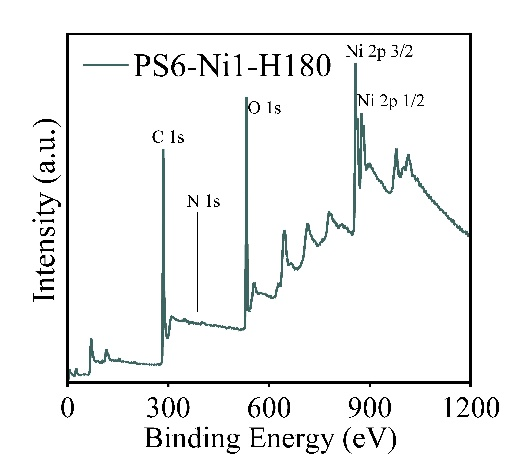 Ni 2p 3/2
PS6-Ni1-H180
Ni 2p 1/2
O 1s
C 1s
N 1s
Intensity (a.u.)
0 300 600 900 1200
Binding Energy (eV)